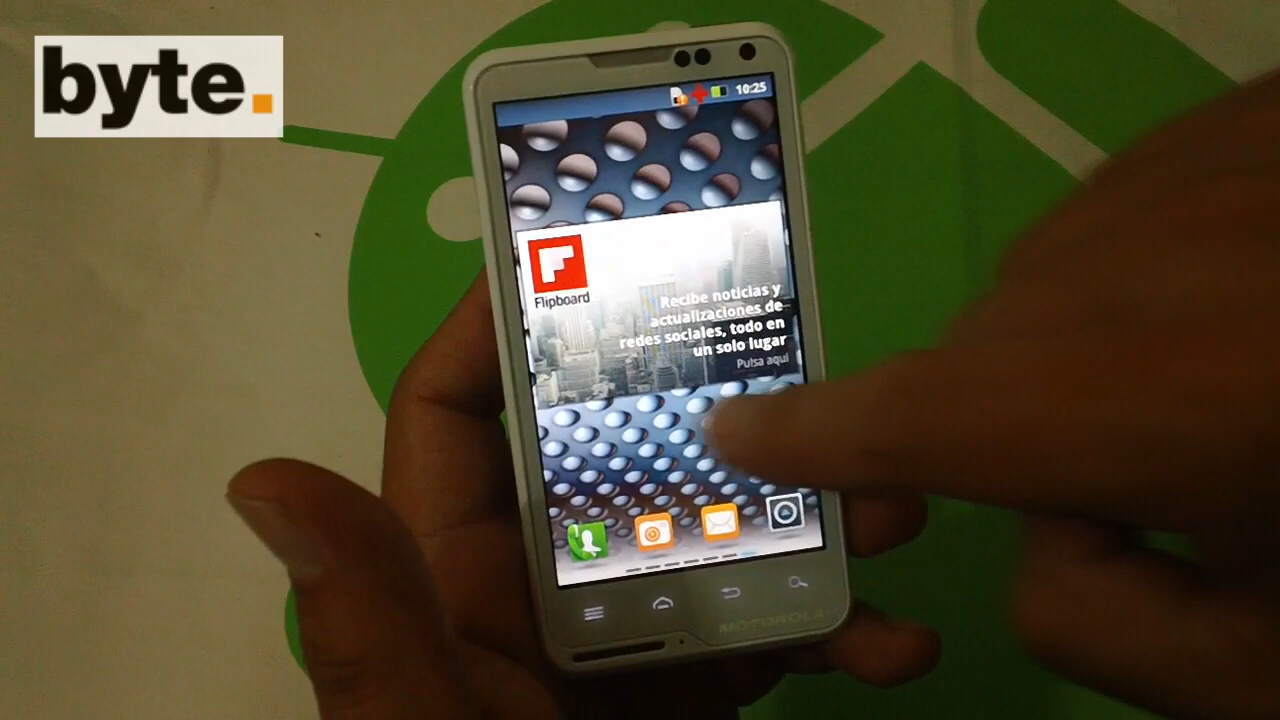 byte.
10:25
Flipboard
Recibe noticias y
actualizaciones de
redes sociales, todo en
un solo lugar
Pulsa aquí
MOTOROLA